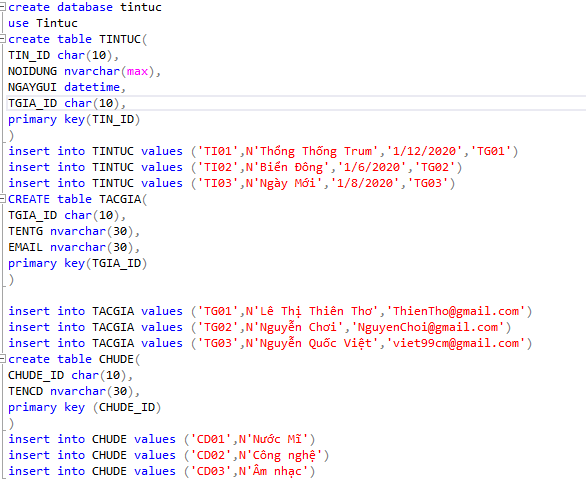 create database tintuc
use Tintuc
create table TINTUC(
TIN_ID char(10),
NOIDUNG nvarchar(max),
NGAYGUI datetime,
TGIA_ID char(10),
primary key(TIN_ID)
)
insert into TINTUC values ('TI01',N'Thống Thống Trum','1/12/2020','TG01')
insert into TINTUC values ('TI02',N'Biển Đông','1/6/2020','TG02')
insert into TINTUC values ('TI03',N'Ngày Mới','1/8/2020','TG03')
CREATE table TACGIA(
TGIA_ID char(10),
TENTG nvarchar(30),
EMAIL nvarchar(30),
primary key(TGIA_ID)
)
insert into TACGIA values ('TG01',N'Lê Thị Thiên Thơ','ThienTho@gmail.com')
insert into TACGIA values ('TG02',N'Nguyễn Chơi','NguyenChoi@gmail.com')
insert into TACGIA values ('TG03',N'Nguyễn Quốc Việt','viet99cm@gmail.com')
create table CHUDE(
CHUDE_ID char(10),
TENCD nvarchar(30),
primary key (CHUDE_ID)
)
insert into CHUDE values ('CD01',N'Nước Mĩ')
insert into CHUDE values ('CD02',N'Công nghệ')
insert into CHUDE values ('CD03',N'Âm nhạc')